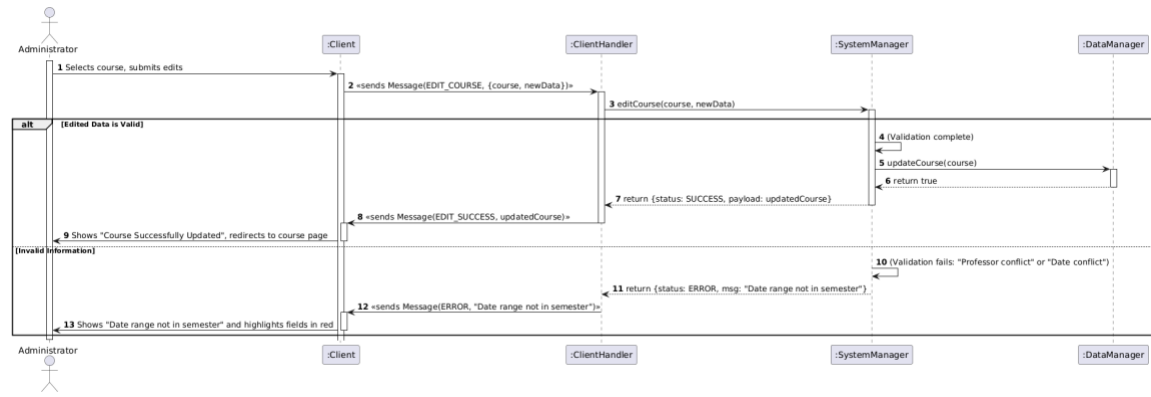 Administrator
:Client
:ClientHandler
:SystemManager
:DataManager
1 Selects course, submits edits
2 «sends Message(EDIT_COURSE, {course, newData})»
3 editCourse(course, newData)
alt [Edited Data is Valid]
4 (Validation complete)
5 updateCourse(course)
6 return true
7 return {status: SUCCESS, payload: updatedCourse}
8 «sends Message(EDIT_SUCCESS, updatedCourse)»
9 Shows "Course Successfully Updated", redirects to course page
[Invalid Information]
10 (Validation fails: "Professor conflict" or "Date conflict")
11 return {status: ERROR, msg: "Date range not in semester"}
12 «sends Message(ERROR, "Date range not in semester")»
13 Shows "Date range not in semester" and highlights fields in red
Administrator
:Client
:ClientHandler
:SystemManager
:DataManager